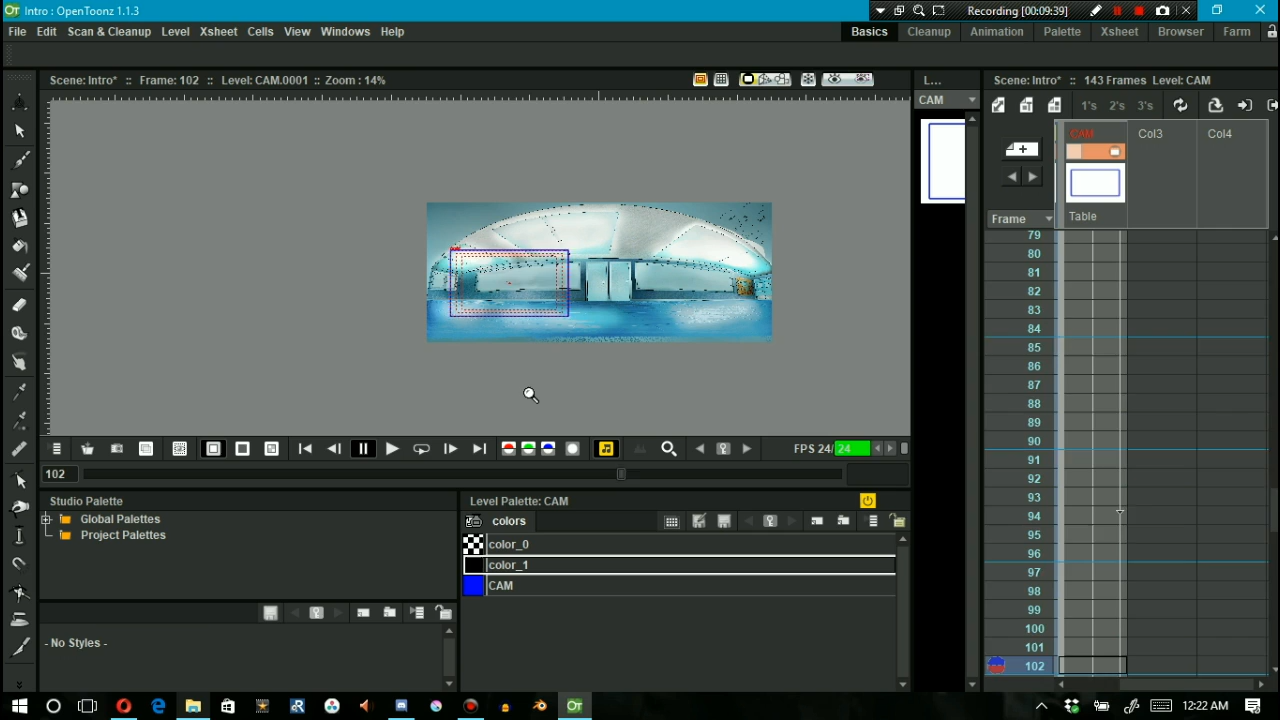 Intro : OpenToonz 1.1.3
Recording [00:09:39]
File Edit Scan & Cleanup Level Xsheet Cells View Windows Help
Basics Cleanup Animation Palette Xsheet Browser Farm
Scene: Intro* :: Frame: 102 :: Level: CAM.0001 :: Zoom : 14%
L...
CAM
Scene: Intro* :: 143 Frames Level: CAM
1's 2's 3's
CAM Col3 Col4
Table
Frame
79
80
81
82
83
84
85
86
87
88
89
90
91
92
93
94
95
96
97
98
99
100
101
102
FPS 24/24
102
Studio Palette
Global Palettes
Project Palettes
- No Styles -
Level Palette: CAM
colors
color_0
color_1
CAM
12:22 AM